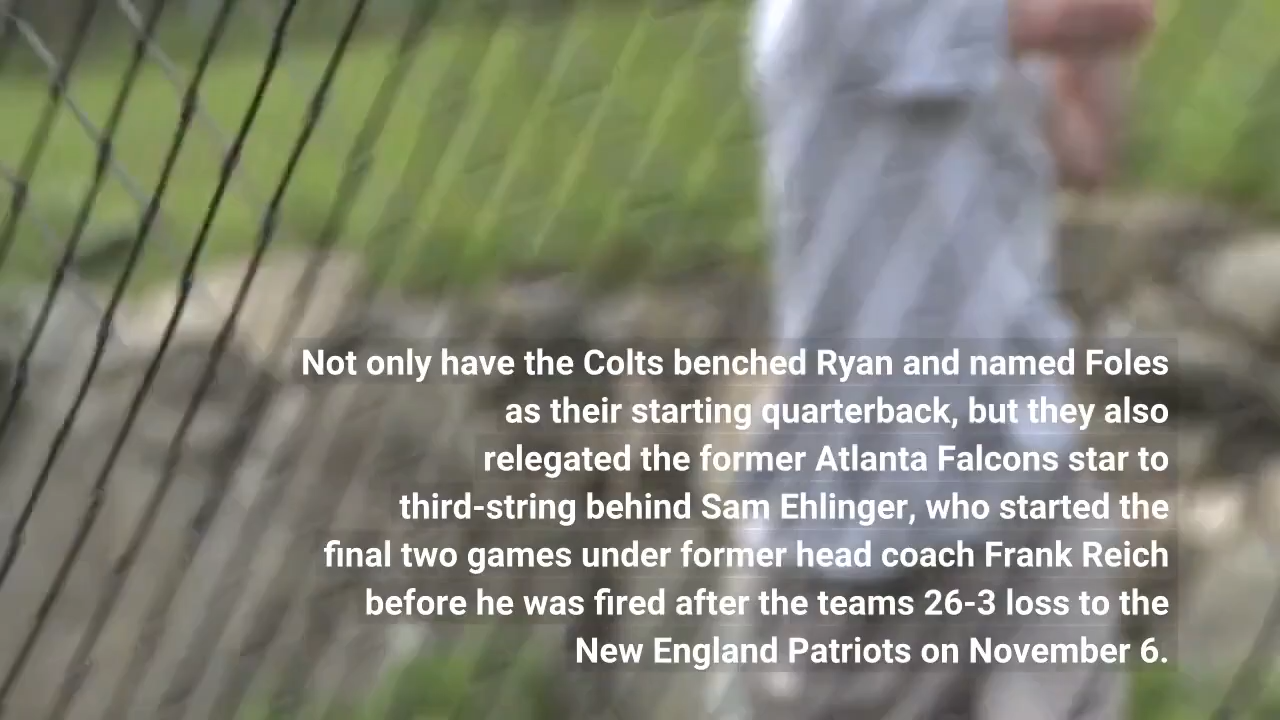 Not only have the Colts benched Ryan and named Foles
as their starting quarterback, but they also
relegated the former Atlanta Falcons star to
third-string behind Sam Ehlinger, who started the
final two games under former head coach Frank Reich
before he was fired after the teams 26-3 loss to the
New England Patriots on November 6.